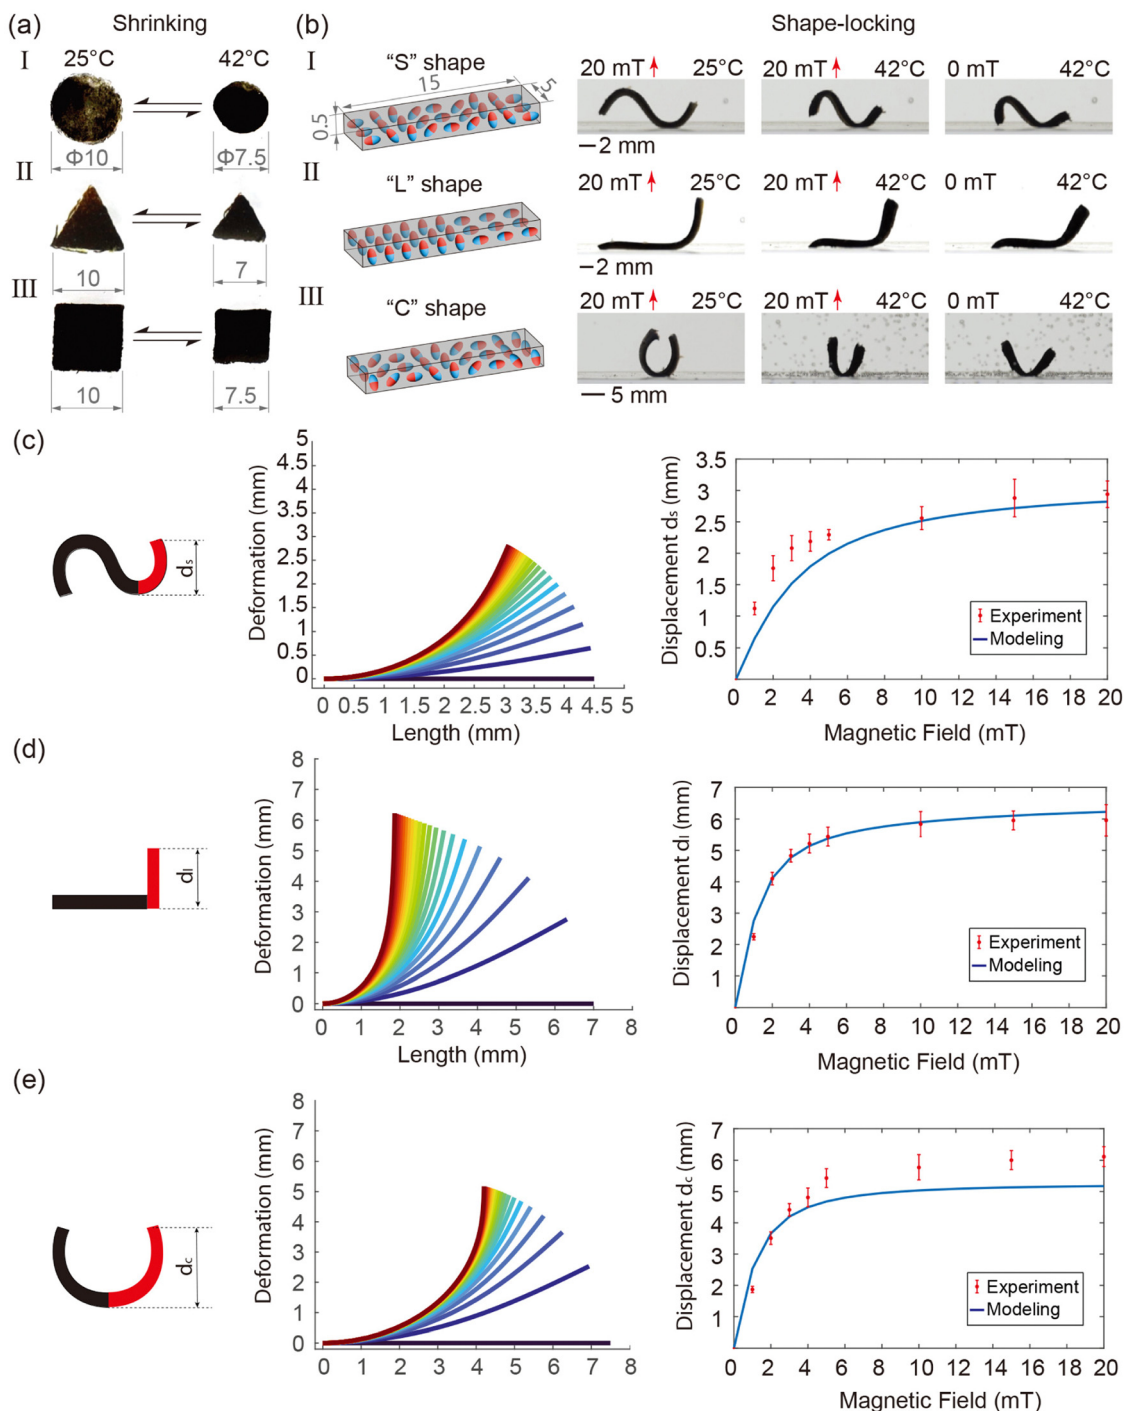 (a)
Shrinking
I
25°C
42°C
Φ10
Φ7.5
II
10
7
III
10
7.5
(b)
Shape-locking
I
“S” shape
15
5
0.5
20 mT
25°C
20 mT
42°C
0 mT
42°C
2 mm
II
“L” shape
20 mT
25°C
20 mT
42°C
0 mT
42°C
2 mm
III
“C” shape
20 mT
25°C
20 mT
42°C
0 mT
42°C
5 mm
(c)
ds
Deformation (mm)
5
4.5
4
3.5
3
2.5
2
1.5
1
0.5
0
0 0.5 1 1.5 2 2.5 3 3.5 4 4.5 5
Length (mm)
Displacement ds (mm)
3.5
3
2.5
2
1.5
1
0.5
0 2 4 6 8 10 12 14 16 18 20
Magnetic Field (mT)
Experiment
Modeling
(d)
dl
Deformation (mm)
8
7
6
5
4
3
2
1
0
0 1 2 3 4 5 6 7 8
Length (mm)
Displacement dl (mm)
7
6
5
4
3
2
1
0
0 2 4 6 8 10 12 14 16 18 20
Magnetic Field (mT)
Experiment
Modeling
(e)
dc
Deformation (mm)
8
7
6
5
4
3
2
1
0
0 1 2 3 4 5 6 7 8
Length (mm)
Displacement dc (mm)
7
6
5
4
3
2
1
0 2 4 6 8 10 12 14 16 18 20
Magnetic Field (mT)
Experiment
Modeling